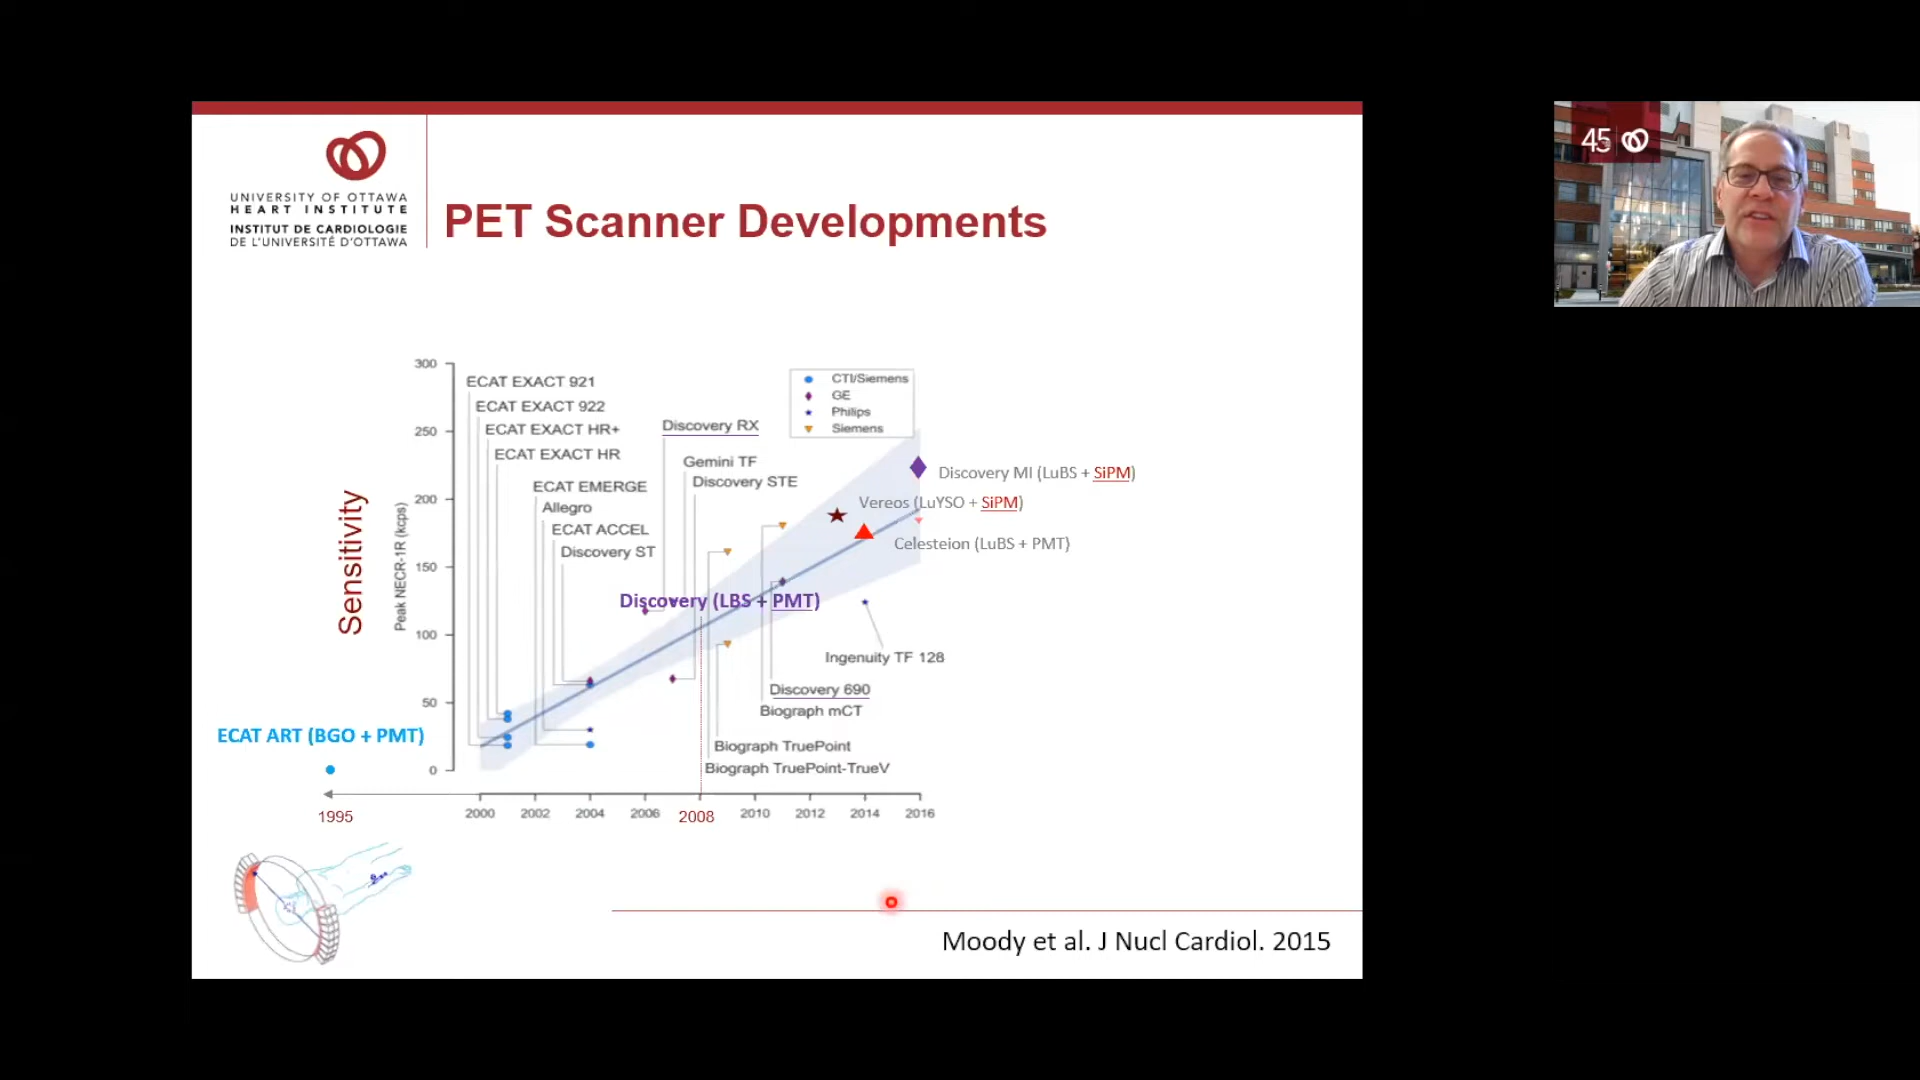 45
UNIVERSITY OF OTTAWA
HEART INSTITUTE
INSTITUT DE CARDIOLOGIE
DE L'UNIVERSITÉ D'OTTAWA
PET Scanner Developments
Sensitivity
Peak NECR-1R (kcps)
300
250
200
150
100
50
0
ECAT EXACT 921
ECAT EXACT 922
ECAT EXACT HR+
ECAT EXACT HR
ECAT EMERGE
Allegro
ECAT ACCEL
Discovery ST
Discovery RX
Gemini TF
Discovery STE
CTI/Siemens
GE
Philips
Siemens
Discovery MI (LuBS + SiPM)
Vereos (LuYSO + SiPM)
Celesteion (LuBS + PMT)
Discovery (LBS + PMT)
Ingenuity TF 128
Discovery 690
Biograph mCT
Biograph TruePoint
Biograph TruePoint-TrueV
ECAT ART (BGO + PMT)
1995
2000
2002
2004
2006
2008
2010
2012
2014
2016
Moody et al. J Nucl Cardiol. 2015